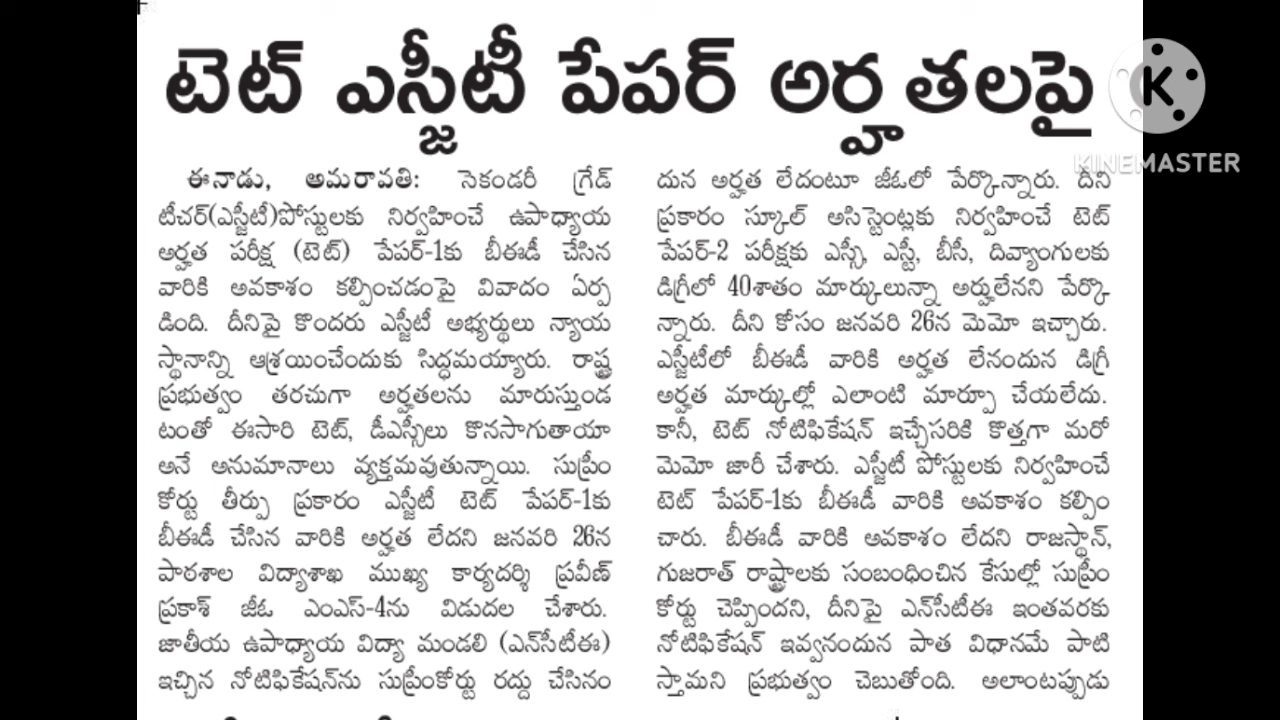 టెట్ ఎస్జీటీ పేపర్ అర్హతలపై
KINEMASTER
ఈనాడు, అమరావతి: సెకండరీ గ్రేడ్
టీచర్(ఎస్జీటీ)పోస్టులకు నిర్వహించే ఉపాధ్యాయ
అర్హత పరీక్ష (టెట్) పేపర్-1కు బీఈడీ చేసిన
వారికి అవకాశం కల్పించడంపై వివాదం ఏర్ప
డింది. దీనిపై కొందరు ఎస్జీటీ అభ్యర్థులు న్యాయ
స్థానాన్ని ఆశ్రయించేందుకు సిద్ధమయ్యారు. రాష్ట్ర
ప్రభుత్వం తరచుగా అర్హతలను మారుస్తుండ
టంతో ఈసారి టెట్, డీఎస్సీలు కొనసాగుతాయా
అనే అనుమానాలు వ్యక్తమవుతున్నాయి. సుప్రీం
కోర్టు తీర్పు ప్రకారం ఎస్జీటీ టెట్ పేపర్-1కు
బీఈడీ చేసిన వారికి అర్హత లేదని జనవరి 26న
పాఠశాల విద్యాశాఖ ముఖ్య కార్యదర్శి ప్రవీణ్
ప్రకాశ్ జీఓ ఎంఎస్-4ను విడుదల చేశారు.
జాతీయ ఉపాధ్యాయ విద్యా మండలి (ఎన్‌సీటీఈ)
ఇచ్చిన నోటిఫికేషన్‌ను సుప్రీంకోర్టు రద్దు చేసినం
దున అర్హత లేదంటూ జీఓలో పేర్కొన్నారు. దీని
ప్రకారం స్కూల్ అసిస్టెంట్లకు నిర్వహించే టెట్
పేపర్-2 పరీక్షకు ఎస్సీ, ఎస్టీ, బీసీ, దివ్యాంగులకు
డిగ్రీలో 40శాతం మార్కులున్నా అర్హులేనని పేర్కొ
న్నారు. దీని కోసం జనవరి 26న మెమో ఇచ్చారు.
ఎస్జీటీలో బీఈడీ వారికి అర్హత లేనందున డిగ్రీ
అర్హత మార్కుల్లో ఎలాంటి మార్పూ చేయలేదు.
కానీ, టెట్ నోటిఫికేషన్ ఇచ్చేసరికి కొత్తగా మరో
మెమో జారీ చేశారు. ఎస్జీటీ పోస్టులకు నిర్వహించే
టెట్ పేపర్-1కు బీఈడీ వారికి అవకాశం కల్పిం
చారు. బీఈడీ వారికి అవకాశం లేదని రాజస్థాన్,
గుజరాత్ రాష్ట్రాలకు సంబంధించిన కేసుల్లో సుప్రీం
కోర్టు చెప్పిందని, దీనిపై ఎన్‌సీటీఈ ఇంతవరకు
నోటిఫికేషన్ ఇవ్వనందున పాత విధానమే పాటి
స్తామని ప్రభుత్వం చెబుతోంది. అలాంటప్పుడు